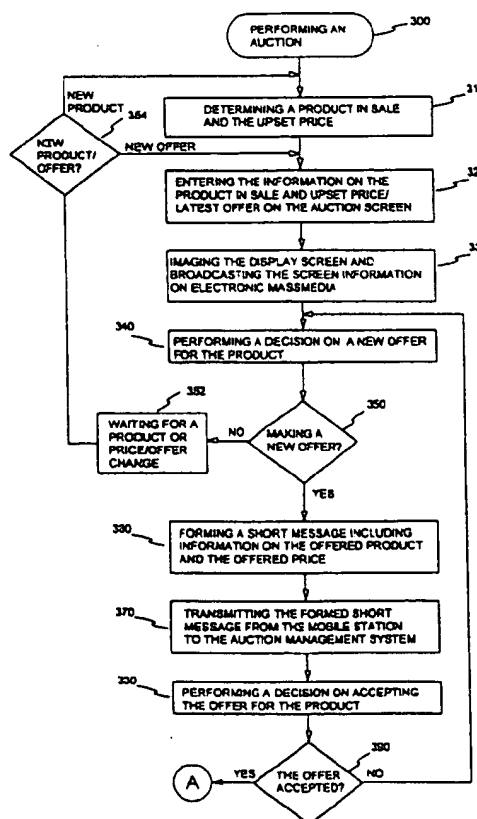 PERFORMING AN
AUCTION
300
NEW
PRODUCT
364
DETERMINING A PRODUCT IN SALE
AND THE UPSET PRICE
NEW
PRODUCT/
OFFER?
NEW OFFER
ENTERING THE INFORMATION ON THE
PRODUCT IN SALE AND UPSET PRICE/
LATEST OFFER ON THE AUCTION SCREEN
IMAGING THE DISPLAY SCREEN AND
BROADCASTING THE SCREEN INFORMATION
ON ELECTRONIC MASSMEDIA
340
PERFORMING A DECISION ON A NEW OFFER
FOR THE PRODUCT
362
WAITING FOR A
PRODUCT OR
PRICE/OFFER
CHANGE
NO
MAKING A
NEW OFFER?
350
YES
FORMING A SHORT MESSAGE INCLUDING
INFORMATION ON THE OFFERED PRODUCT
AND THE OFFERED PRICE
370
TRANSMITTING THE FORMED SHORT
MESSAGE FROM THE MOBILE STATION
TO THE AUCTION MANAGEMENT SYSTEM
PERFORMING A DECISION ON ACCEPTING
THE OFFER FOR THE PRODUCT
390
A
YES
THE OFFER
ACCEPTED?
NO